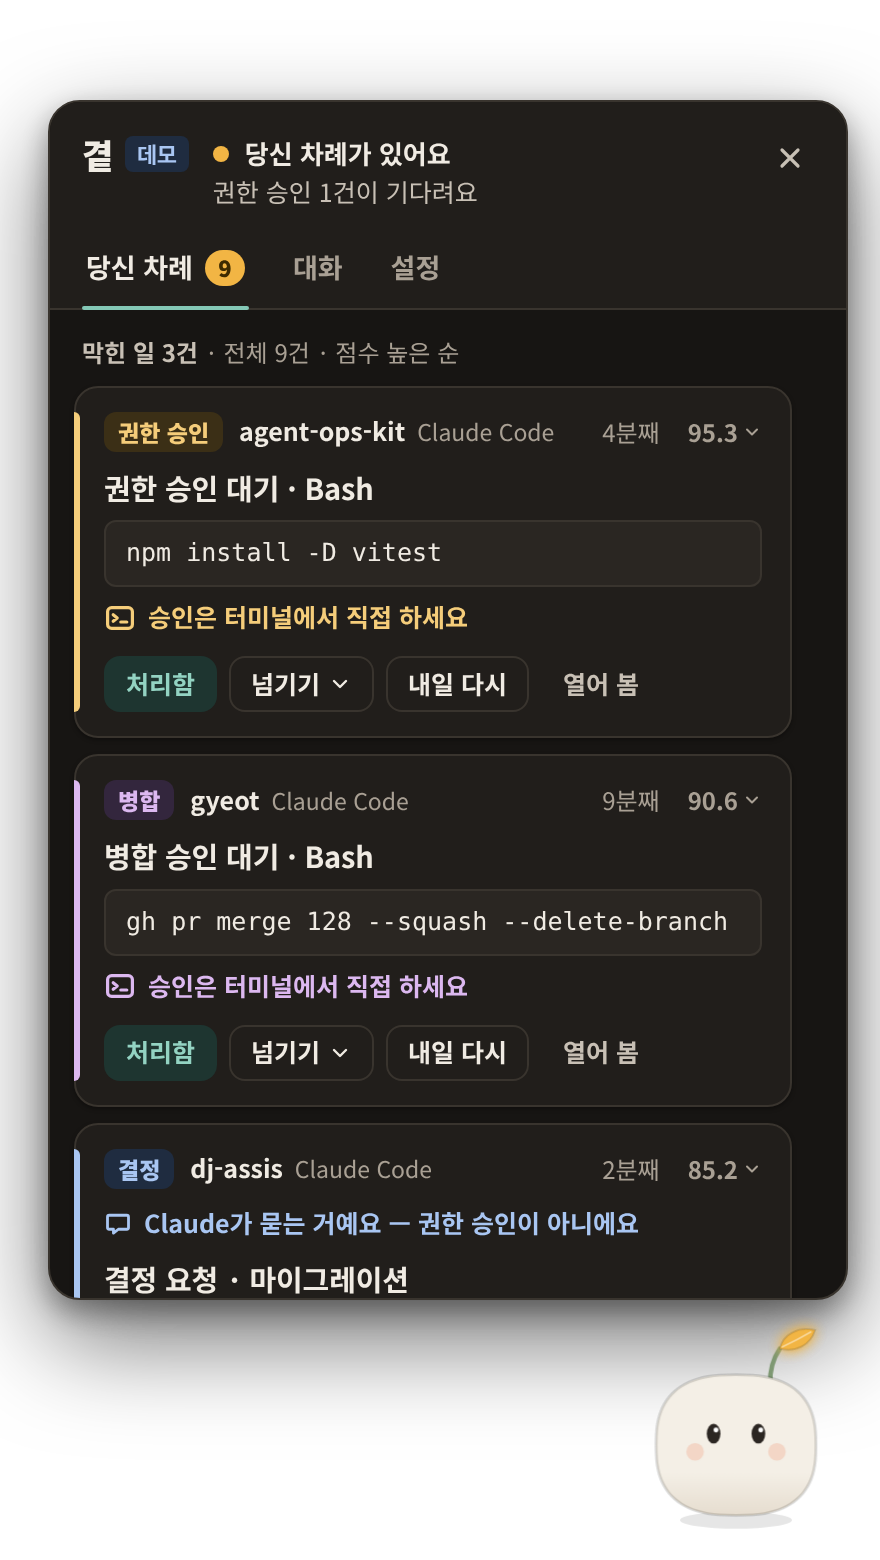 곁 데모 당신 차례가 있어요
권한 승인 1건이 기다려요
당신 차례 9 대화 설정
막힌 일 3건 · 전체 9건 · 점수 높은 순
권한 승인 agent-ops-kit Claude Code 4분째 95.3
권한 승인 대기 · Bash
npm install -D vitest
승인은 터미널에서 직접 하세요
처리함 넘기기 내일 다시 열어 봄
병합 gyeot Claude Code 9분째 90.6
병합 승인 대기 · Bash
gh pr merge 128 --squash --delete-branch
승인은 터미널에서 직접 하세요
처리함 넘기기 내일 다시 열어 봄
결정 dj-assis Claude Code 2분째 85.2
Claude가 묻는 거예요 — 권한 승인이 아니에요
결정 요청 · 마이그레이션